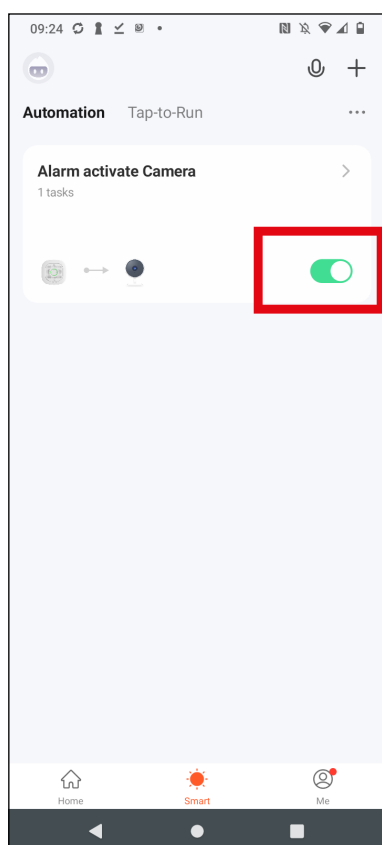 09:24
Automation Tap-to-Run
Alarm activate Camera
1 tasks
Home Smart Me